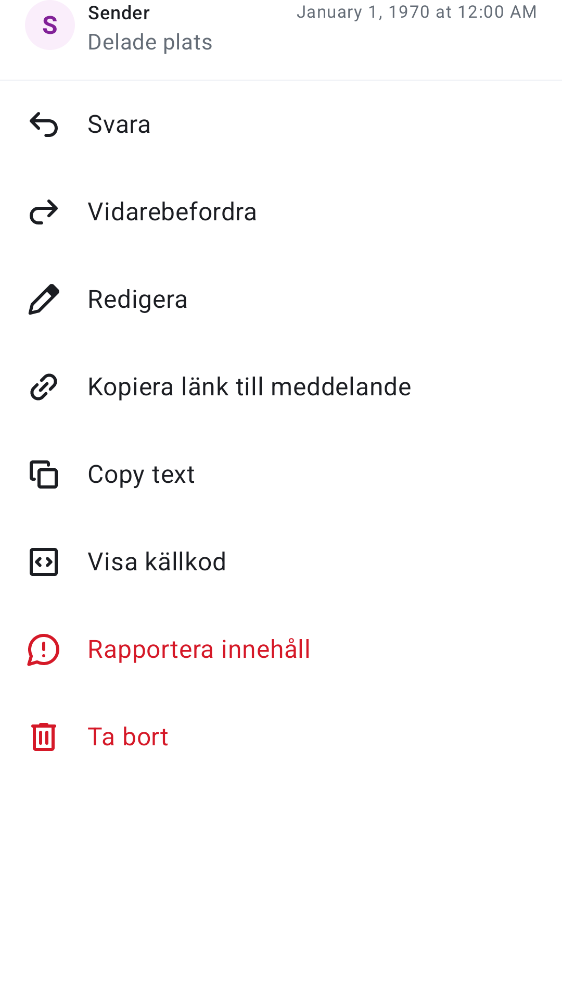 S
Sender
January 1, 1970 at 12:00 AM
Delade plats
Svara
Vidarebefordra
Redigera
Kopiera länk till meddelande
Copy text
Visa källkod
Rapportera innehåll
Ta bort